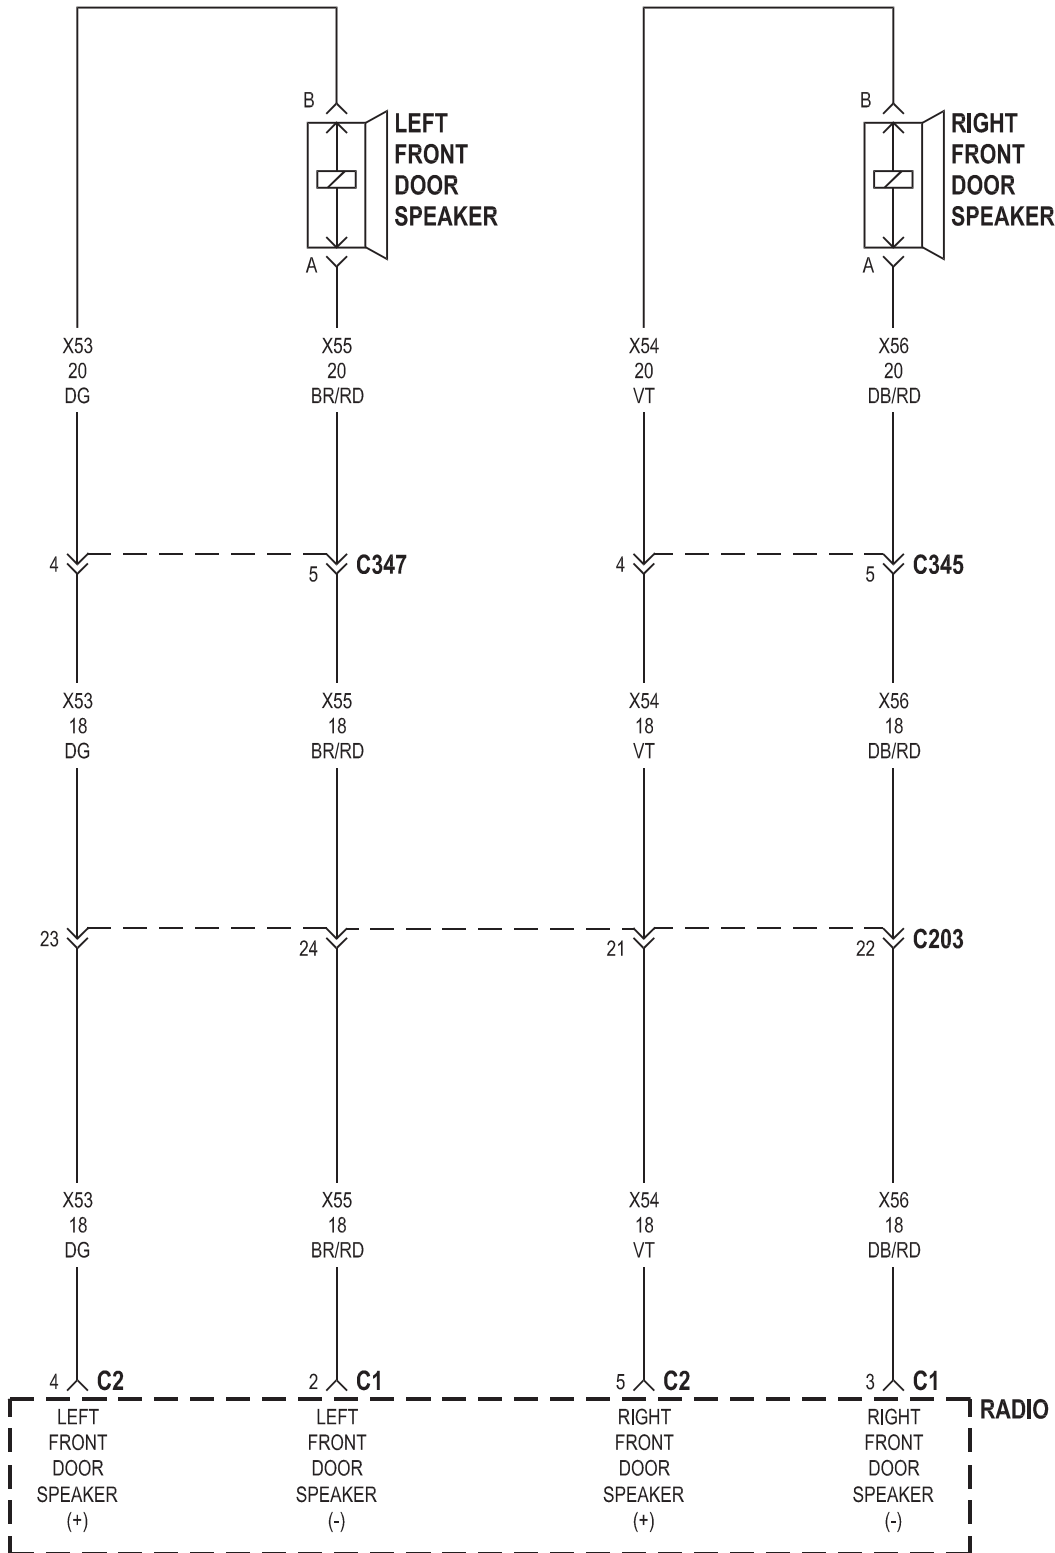 B
LEFT
FRONT
DOOR
SPEAKER
A
B
RIGHT
FRONT
DOOR
SPEAKER
A
X53
20
DG
X55
20
BR/RD
X54
20
VT
X56
20
DB/RD
4
5
C347
4
5
C345
X53
18
DG
X55
18
BR/RD
X54
18
VT
X56
18
DB/RD
23
24
21
22
C203
X53
18
DG
X55
18
BR/RD
X54
18
VT
X56
18
DB/RD
4
C2
2
C1
5
C2
3
C1
RADIO
LEFT
FRONT
DOOR
SPEAKER
(+)
LEFT
FRONT
DOOR
SPEAKER
(-)
RIGHT
FRONT
DOOR
SPEAKER
(+)
RIGHT
FRONT
DOOR
SPEAKER
(-)